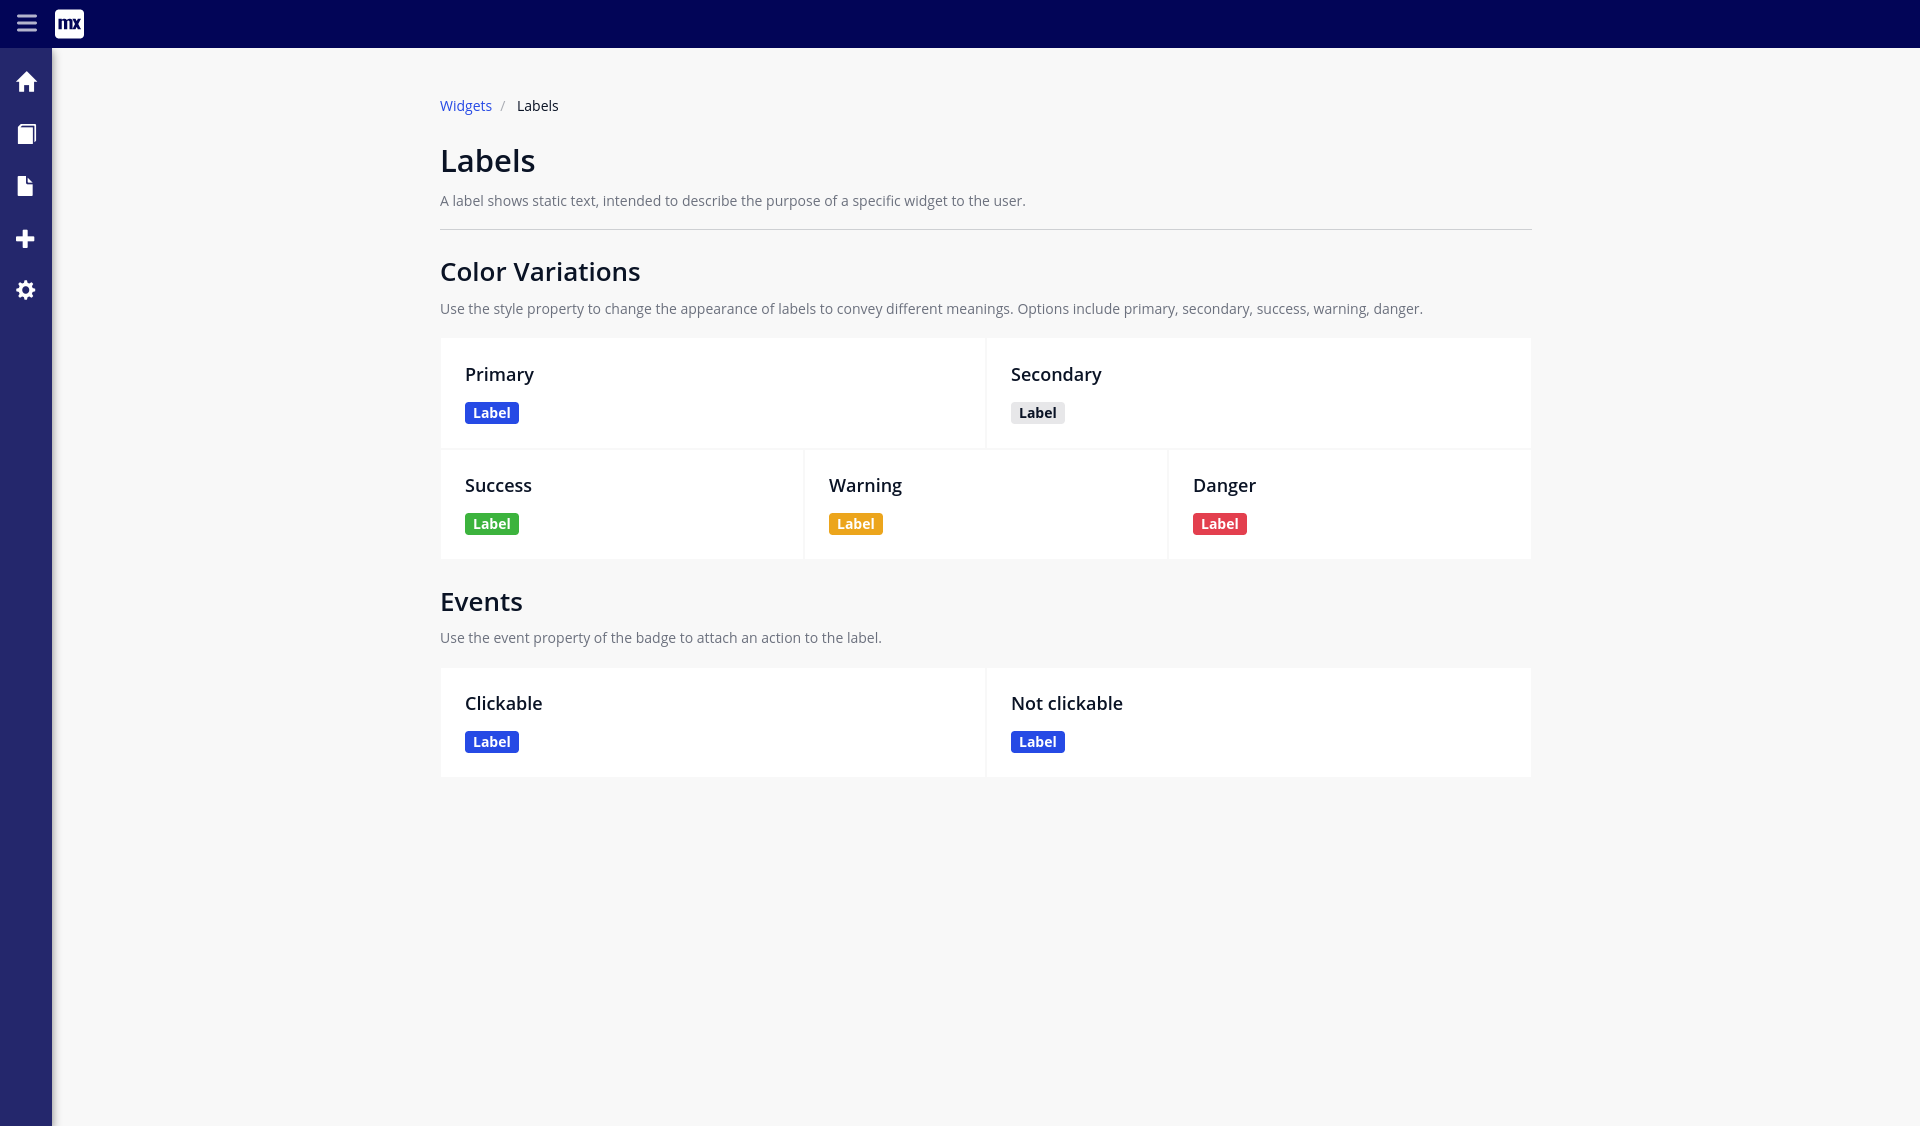 mx
Widgets / Labels
Labels
A label shows static text, intended to describe the purpose of a specific widget to the user.
Color Variations
Use the style property to change the appearance of labels to convey different meanings. Options include primary, secondary, success, warning, danger.
Primary
Label
Secondary
Label
Success
Label
Warning
Label
Danger
Label
Events
Use the event property of the badge to attach an action to the label.
Clickable
Label
Not clickable
Label